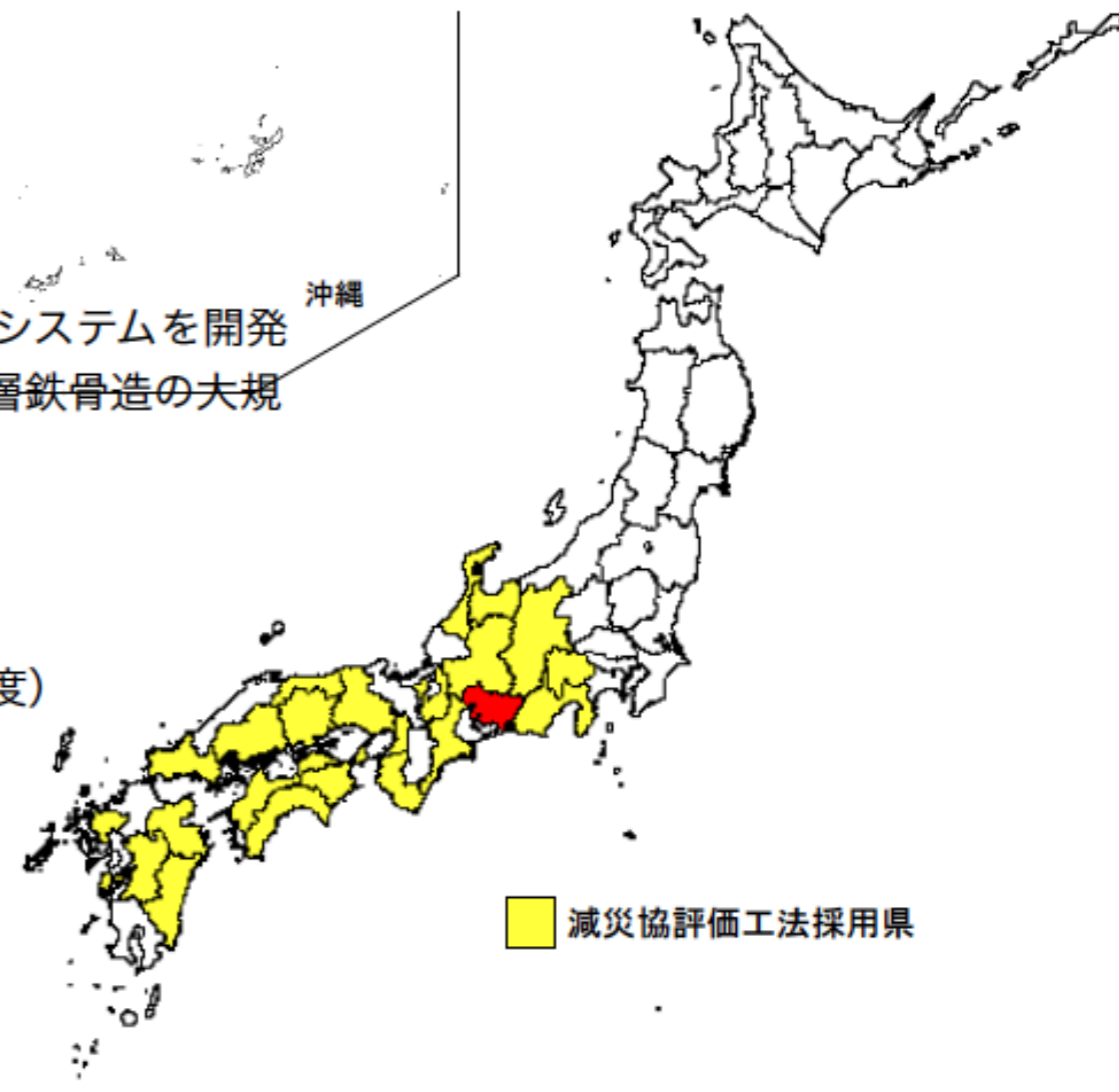 沖縄
システムを開発
層鉄骨造の大規
度）
減災協評価工法採用県